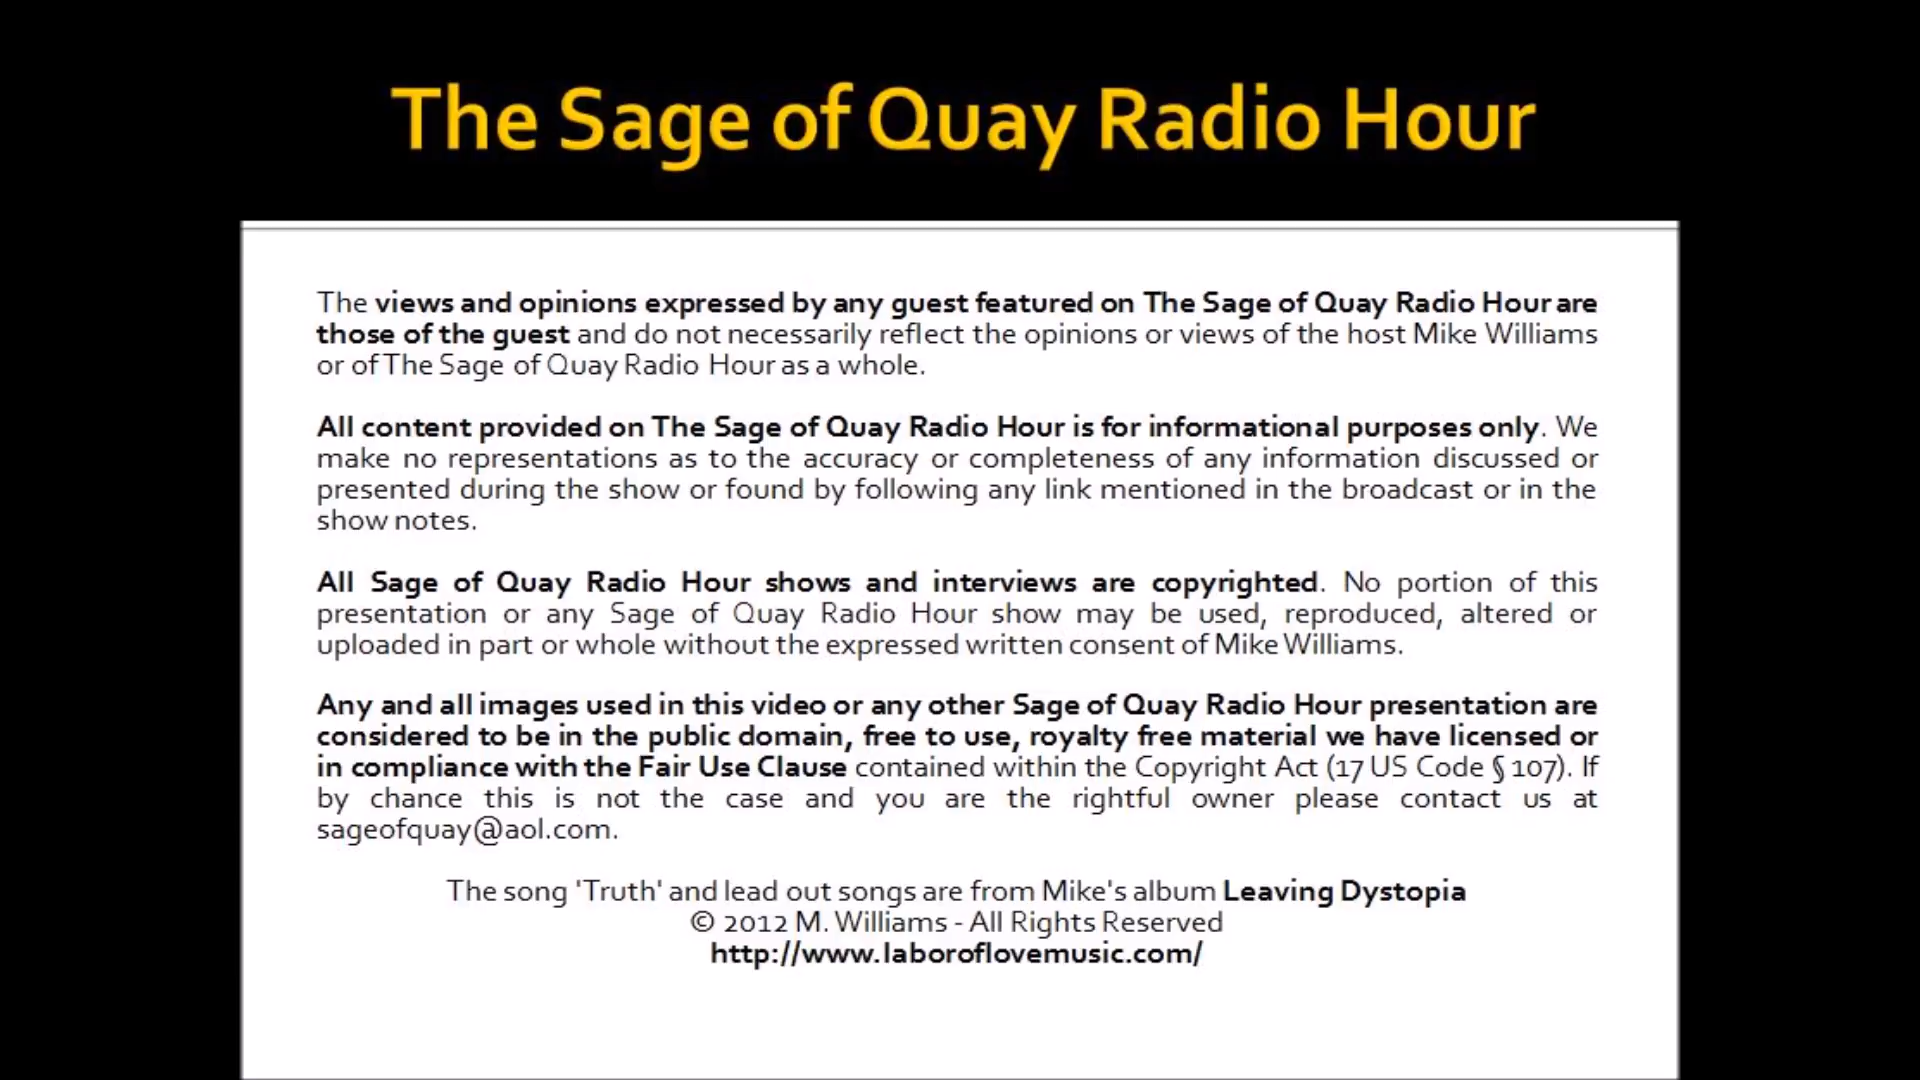 The Sage of Quay Radio Hour
The views and opinions expressed by any guest featured on The Sage of Quay Radio Hour are
those of the guest and do not necessarily reflect the opinions or views of the host Mike Williams
or of The Sage of Quay Radio Hour as a whole.
All content provided on The Sage of Quay Radio Hour is for informational purposes only. We
make no representations as to the accuracy or completeness of any information discussed or
presented during the show or found by following any link mentioned in the broadcast or in the
show notes.
All Sage of Quay Radio Hour shows and interviews are copyrighted. No portion of this
presentation or any Sage of Quay Radio Hour show may be used, reproduced, altered or
uploaded in part or whole without the expressed written consent of Mike Williams.
Any and all images used in this video or any other Sage of Quay Radio Hour presentation are
considered to be in the public domain, free to use, royalty free material we have licensed or
in compliance with the Fair Use Clause contained within the Copyright Act (17 US Code § 107). If
by chance this is not the case and you are the rightful owner please contact us at
sageofquay@aol.com.
The song 'Truth' and lead out songs are from Mike's album Leaving Dystopia
© 2012 M. Williams - All Rights Reserved
http://www.laboroflovemusic.com/